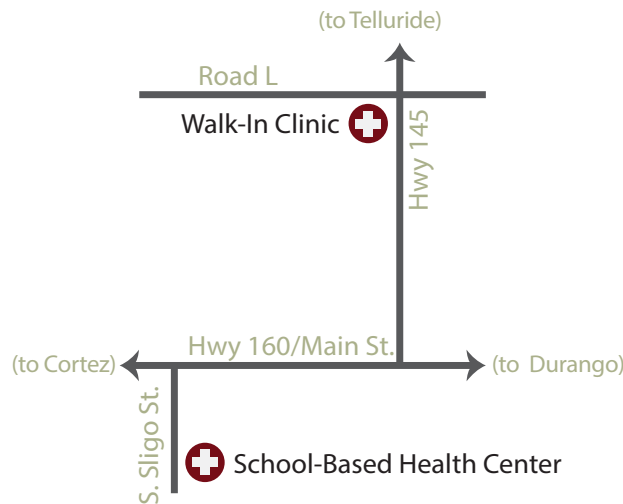 (to Telluride)
Road L
Walk-In Clinic
Hwy 145
Hwy 160/Main St.
(to Cortez)
(to Durango)
S. Sligo St.
School-Based Health Center